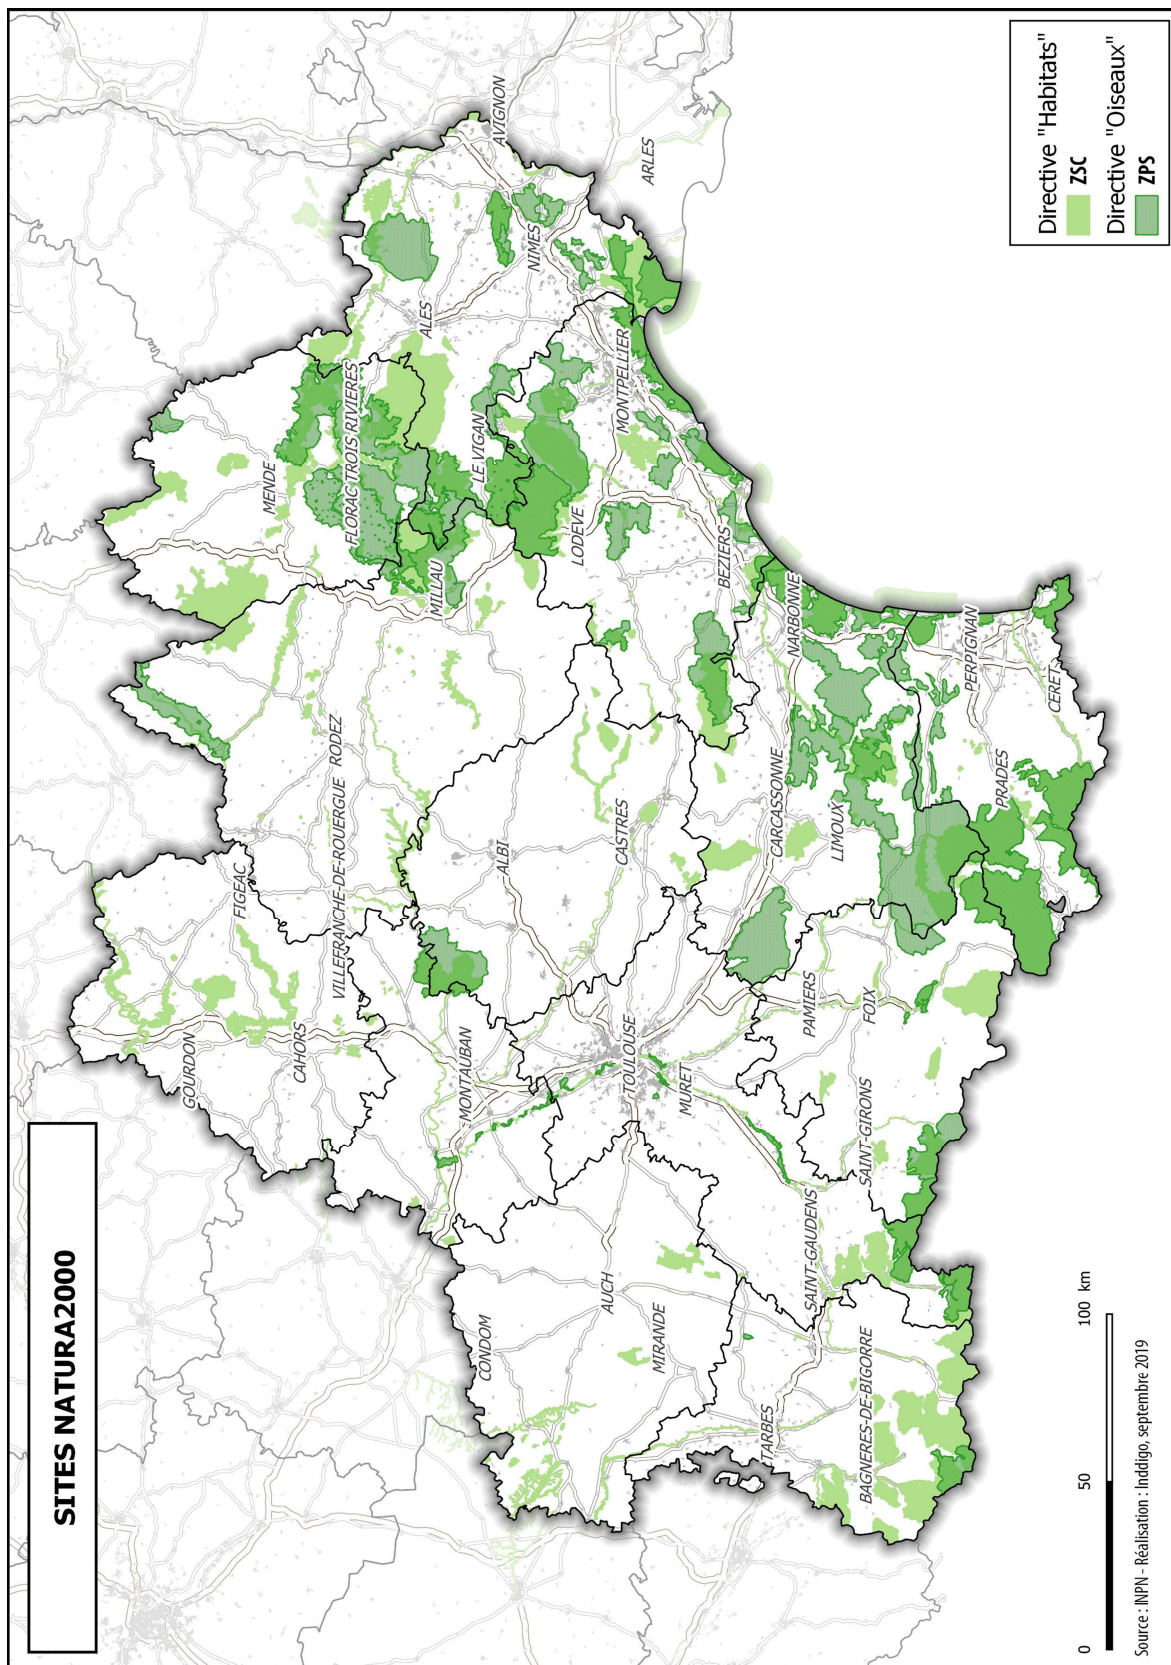 SITES NATURA2000
GOURDON
FIGEAC
CAHORS
VILLEFRANCHE-DE-ROUERGUE
RODEZ
MENDE
FLORAC TROIS RIVIERES
MILLAU
ALES
LE VIGAN
AVIGNON
NIMES
ARLES
MONTAUBAN
ALBI
CONDOM
AUCH
MIRANDE
TOULOUSE
MURET
CASTRES
LODEVE
MONTPELLIER
BEZIERS
TARBES
BAGNERES-DE-BIGORRE
SAINT-GAUDENS
SAINT-GIRONS
PAMIERS
FOIX
CARCASSONNE
LIMOUX
NARBONNE
PERPIGNAN
PRADES
CERET
Directive "Habitats"
ZSC
Directive "Oiseaux"
ZPS
0 50 100 km
Source : INPN - Réalisation : Inddigo, septembre 2019